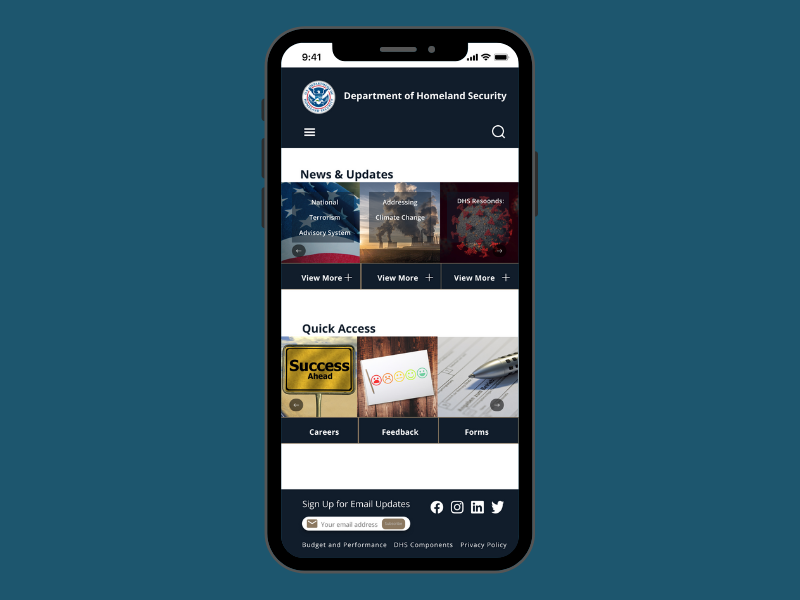 9:41
Department of Homeland Security
News & Updates
National
Terrorism
Advisory System
Addressing
Climate Change
DHS Responds:
View More
View More
View More
Quick Access
Success
Ahead
Careers
Feedback
Forms
Sign Up for Email Updates
Your email address
Budget and Performance
DHS Components
Privacy Policy